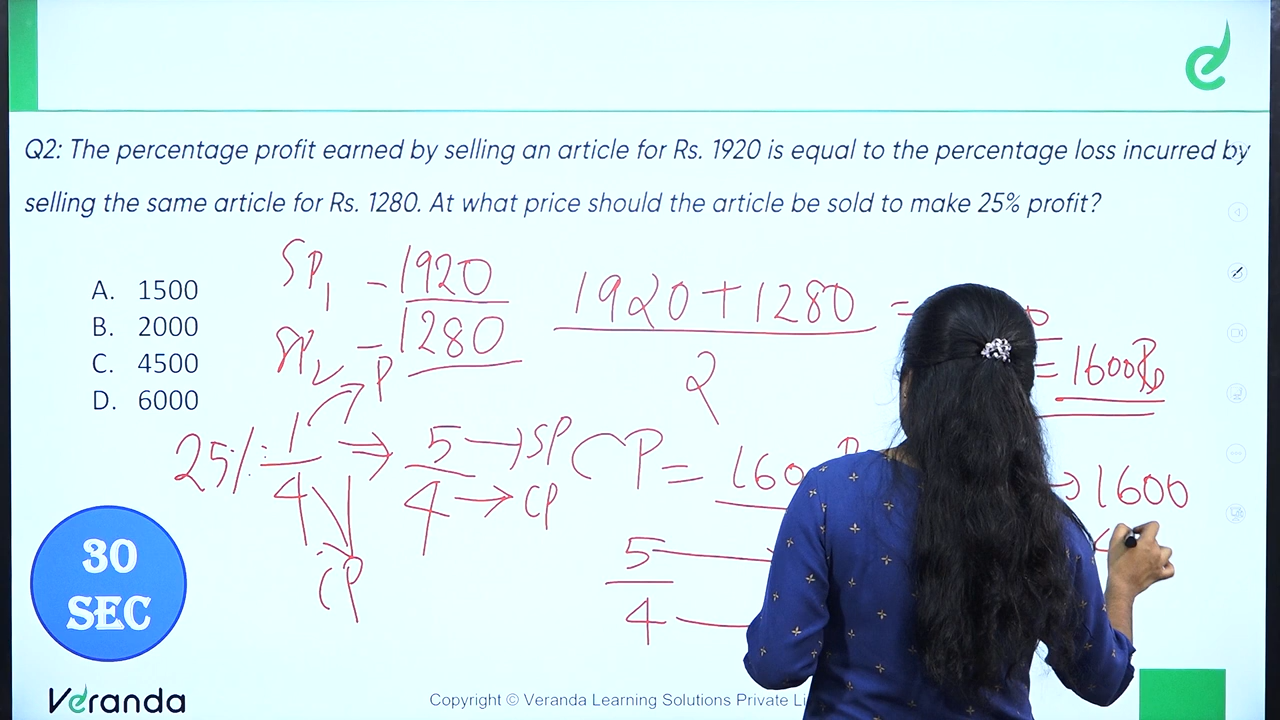 Q2: The percentage profit earned by selling an article for Rs. 1920 is equal to the percentage loss incurred by
selling the same article for Rs. 1280. At what price should the article be sold to make 25% profit?
A. 1500
B. 2000
C. 4500
D. 6000
SP1 - 1920
SP2 - 1280
1920+1280 =
2
= 1600Rs
P
25%: 1 ⇒ 5 → SP
4 4 → CP
CP
CP = 160
→ 1600
5
4
30
SEC
Veranda
Copyright © Veranda Learning Solutions Private Li